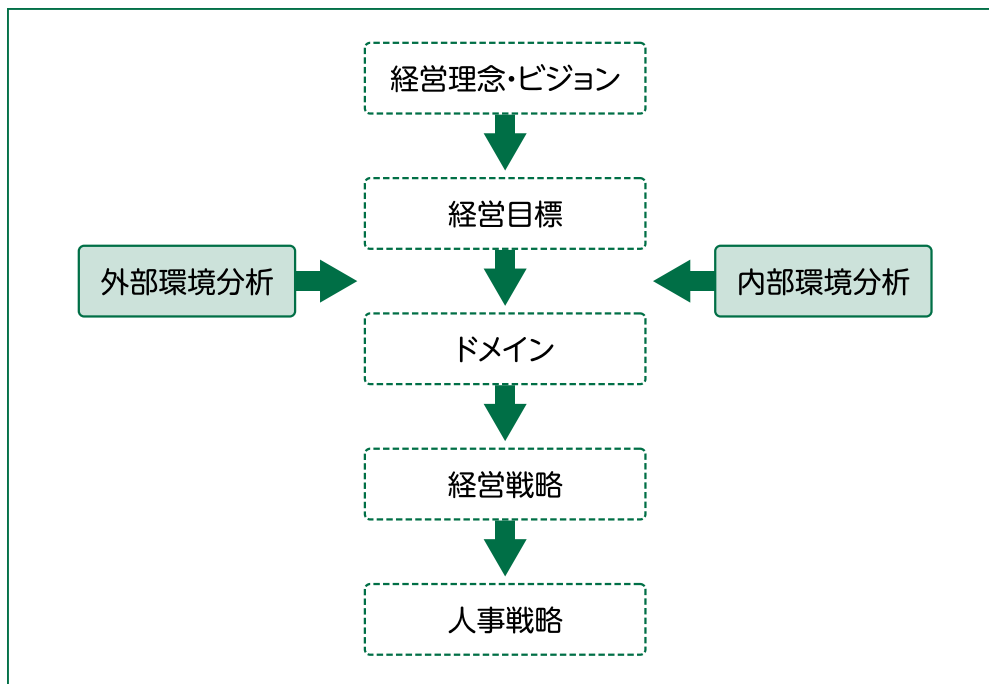 経営理念・ビジョン
経営目標
外部環境分析
内部環境分析
ドメイン
経営戦略
人事戦略